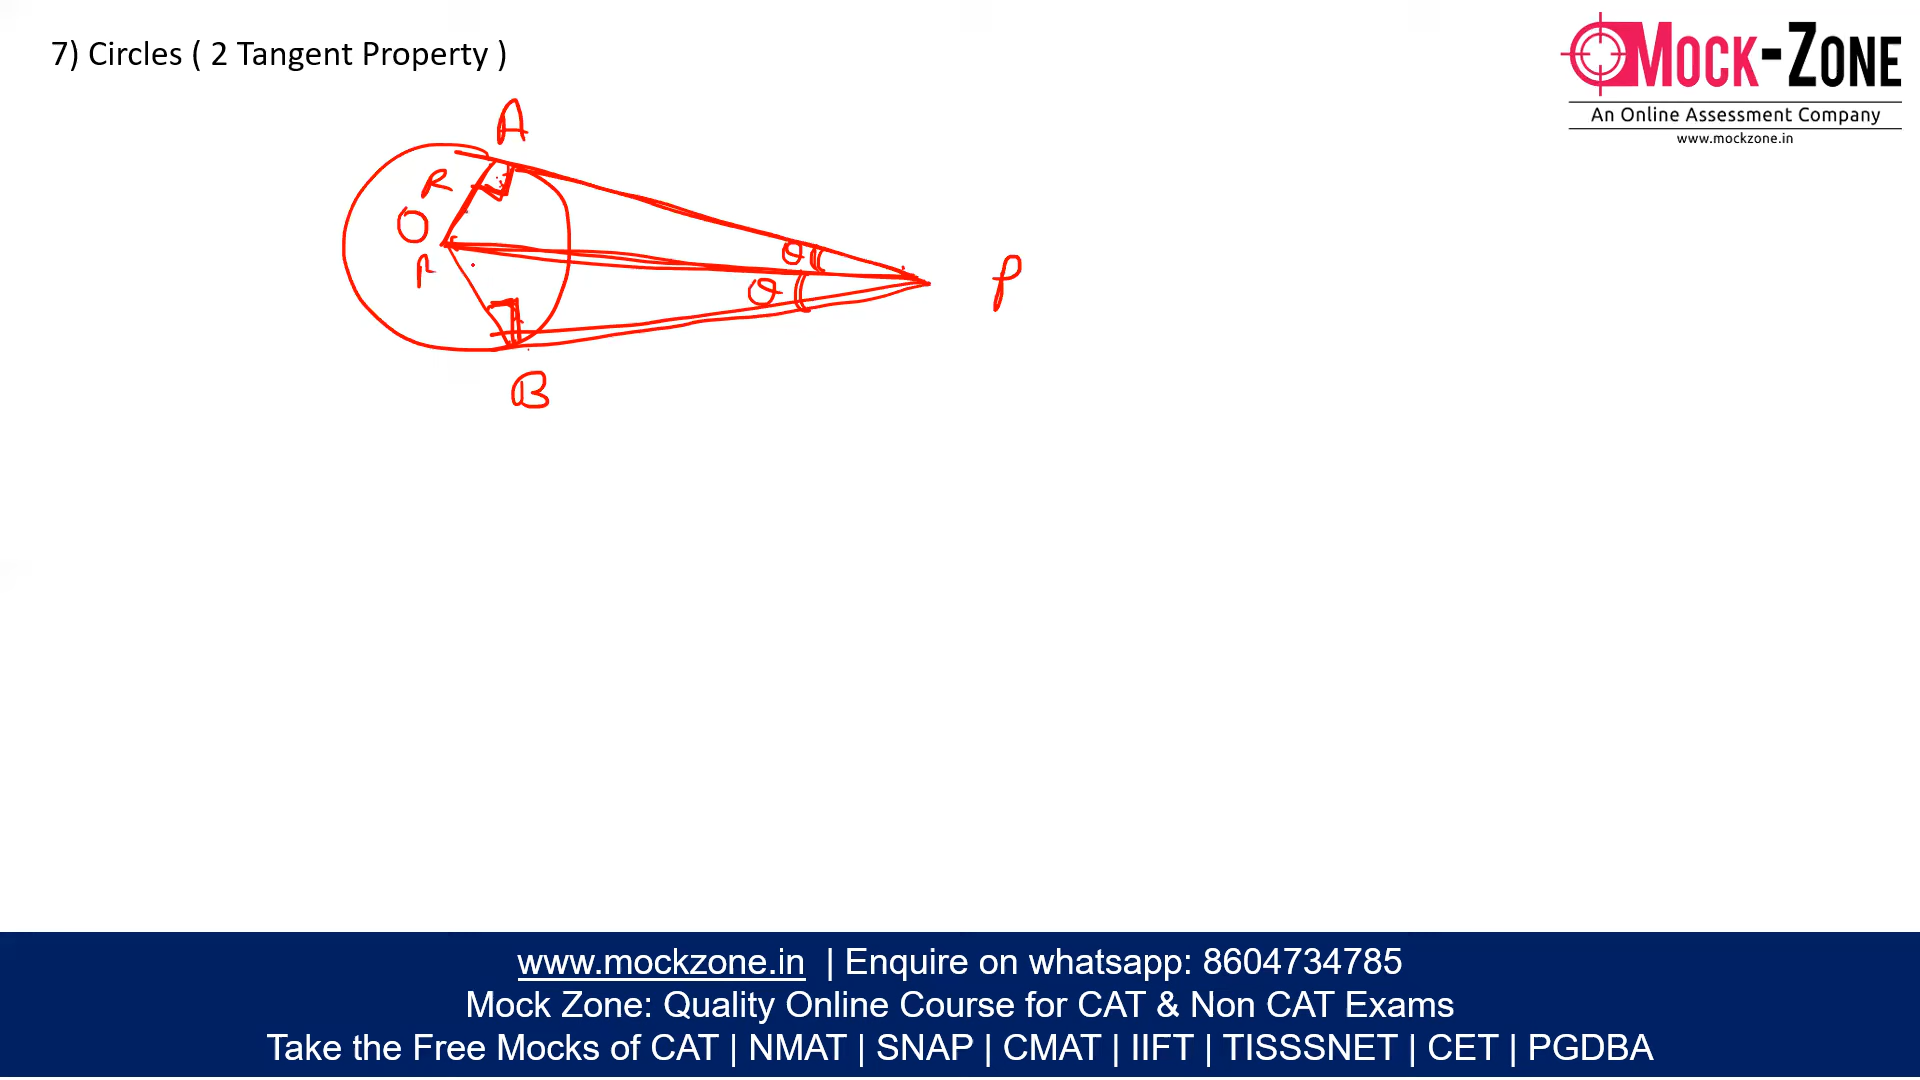 7) Circles ( 2 Tangent Property )
MOCK-ZONE
An Online Assessment Company
www.mockzone.in
A
R
O
r
θ
θ
P
B
www.mockzone.in | Enquire on whatsapp: 8604734785
Mock Zone: Quality Online Course for CAT & Non CAT Exams
Take the Free Mocks of CAT | NMAT | SNAP | CMAT | IIFT | TISSSNET | CET | PGDBA